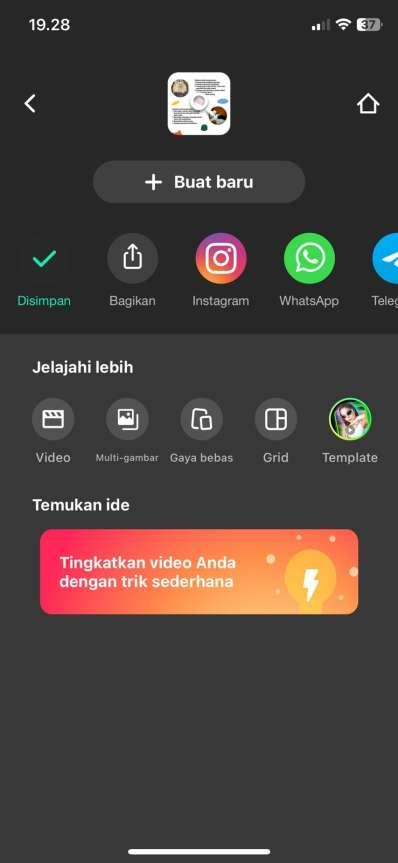 19.28
37
Buat baru
Disimpan
Bagikan
Instagram
WhatsApp
Teleg
Jelajahi lebih
Video
Multi-gambar
Gaya bebas
Grid
Template
Temukan ide
Tingkatkan video Anda
dengan trik sederhana